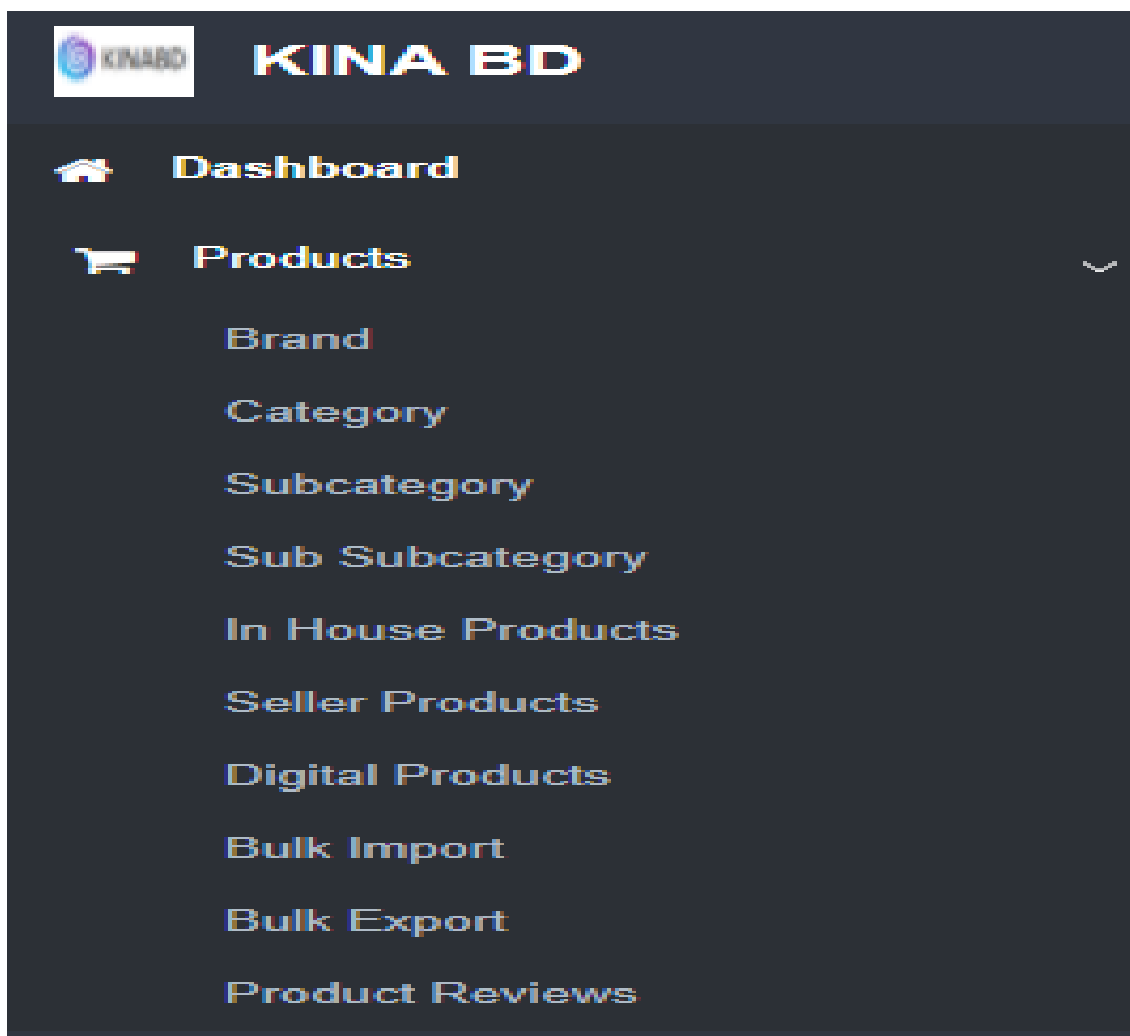 KINABD KINA BD
Dashboard
Products
Brand
Category
Subcategory
Sub Subcategory
In House Products
Seller Products
Digital Products
Bulk Import
Bulk Export
Product Reviews